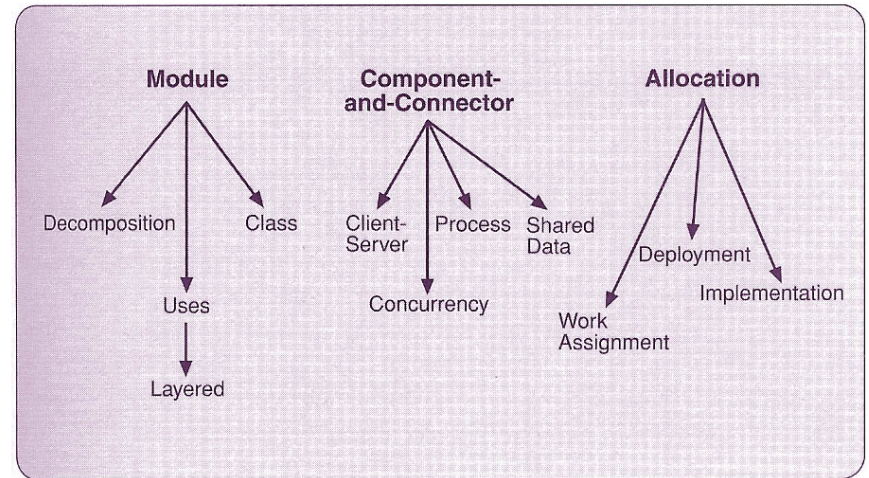 Module
Component-
and-Connector
Allocation
Decomposition
Class
Client-
Server
Process
Shared
Data
Deployment
Uses
Concurrency
Implementation
Work
Assignment
Layered